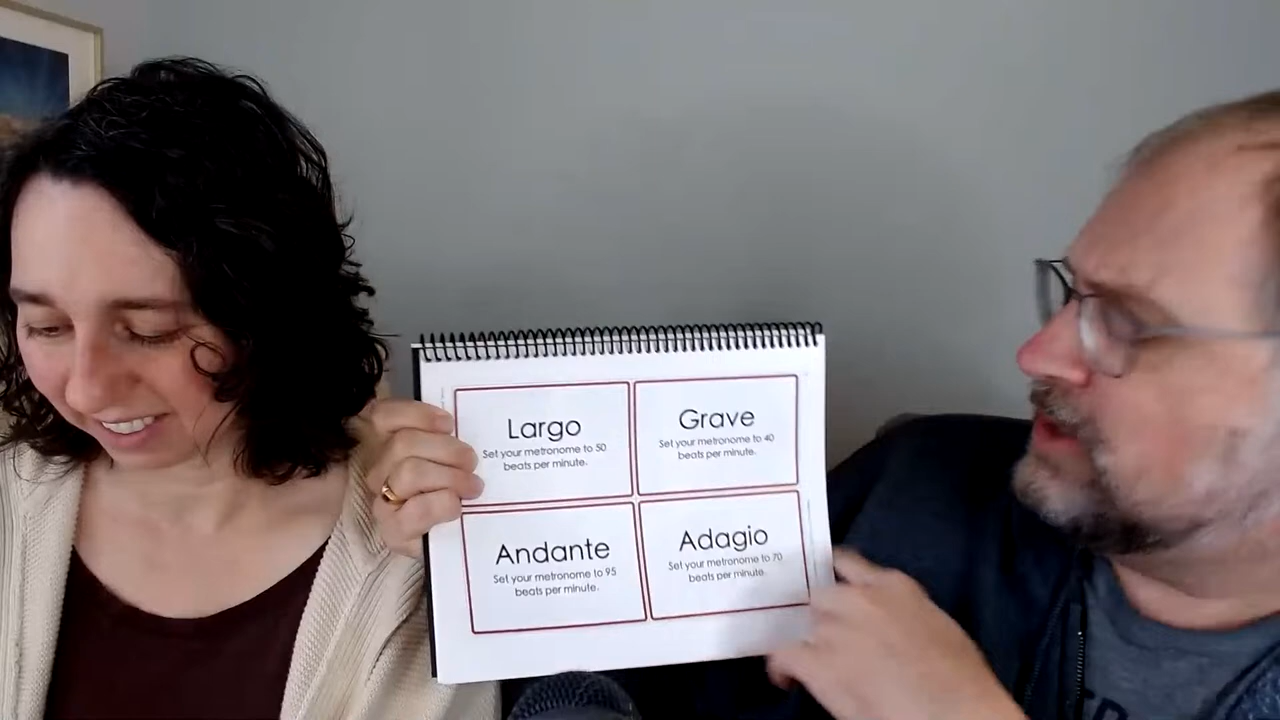 Largo
Set your metronome to 50
beats per minute.
Grave
Set your metronome to 40
beats per minute.
Andante
Set your metronome to 95
beats per minute.
Adagio
Set your metronome to 70
beats per minute.